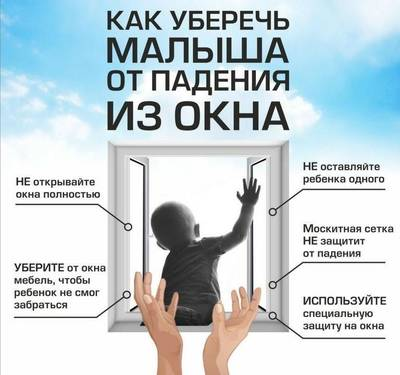 КАК УБЕРЕЧЬ
МАЛЫША
ОТ ПАДЕНИЯ
ИЗ ОКНА
НЕ открывайте
окна полностью
УБЕРИТЕ от окна
мебель, чтобы
ребенок не смог
забраться
НЕ оставляйте
ребенка одного
Москитная сетка
НЕ защитит
от падения
ИСПОЛЬЗУЙТЕ
специальную
защиту на окна